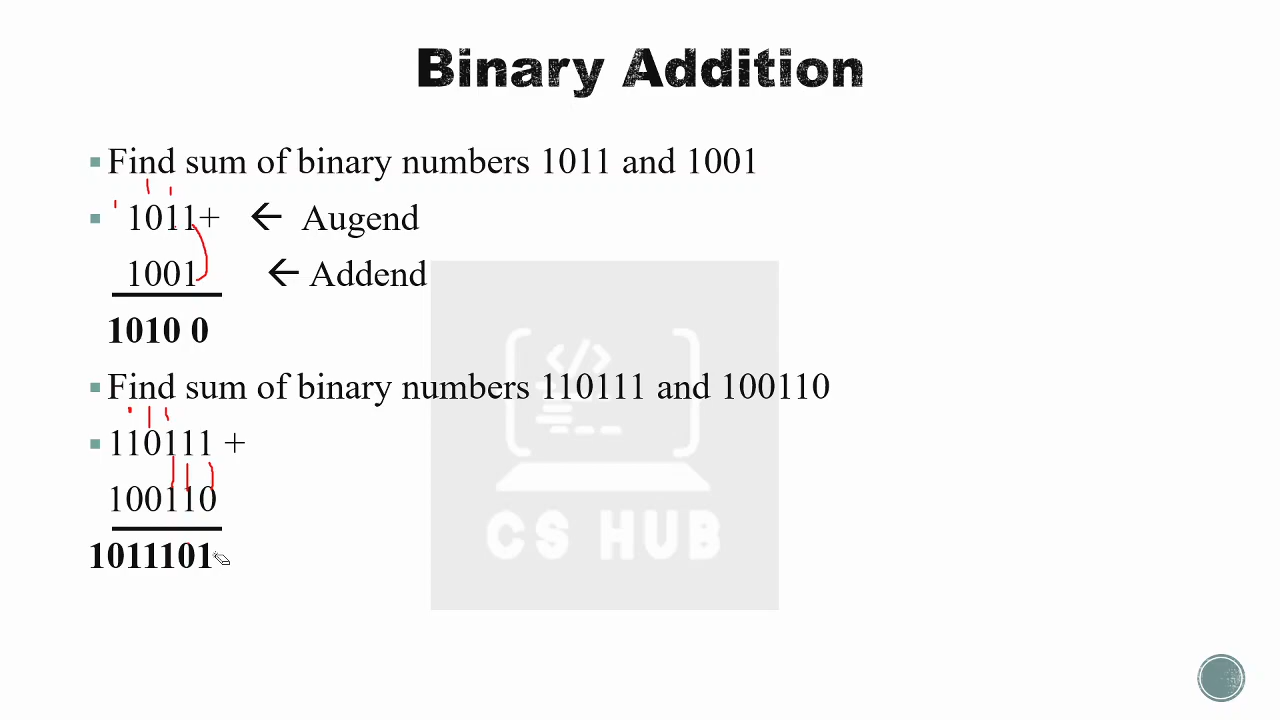 Binary Addition
▪ Find sum of binary numbers 1011 and 1001
▪ 1011+ ← Augend
1001 ← Addend
1010 0
▪ Find sum of binary numbers 110111 and 100110
▪ 110111 +
100110
1011101
CS HUB